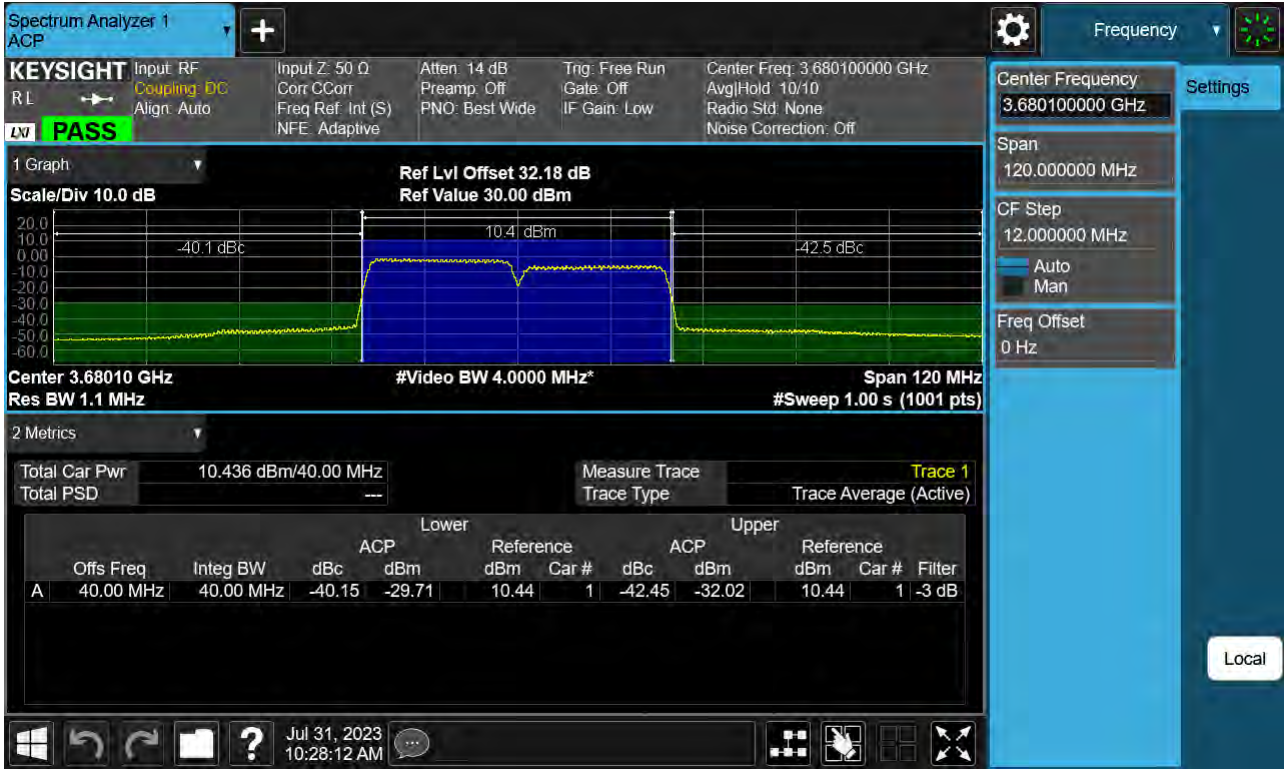 Spectrum Analyzer 1
ACP
Frequency
KEYSIGHT
RL
LXI
PASS
Input: RF
Coupling: DC
Align: Auto
Input Z: 50 Ω
Corr CCorr
Freq Ref: Int (S)
NFE: Adaptive
Atten: 14 dB
Preamp: Off
PNO: Best Wide
Trig: Free Run
Gate: Off
IF Gain: Low
Center Freq: 3.680100000 GHz
Avg|Hold: 10/10
Radio Std: None
Noise Correction: Off
1 Graph
Scale/Div 10.0 dB
Ref Lvl Offset 32.18 dB
Ref Value 30.00 dBm
20.0
10.0
0.00
-10.0
-20.0
-30.0
-40.0
-50.0
-60.0
-40.1 dBc
10.4 dBm
-42.5 dBc
Center 3.68010 GHz
Res BW 1.1 MHz
#Video BW 4.0000 MHz*
Span 120 MHz
#Sweep 1.00 s (1001 pts)
2 Metrics
Total Car Pwr 10.436 dBm/40.00 MHz
Total PSD ---
Measure Trace Trace 1
Trace Type Trace Average (Active)
Lower Upper
ACP Reference ACP Reference
Offs Freq Integ BW dBc dBm dBm Car # dBc dBm dBm Car # Filter
A 40.00 MHz 40.00 MHz -40.15 -29.71 10.44 1 -42.45 -32.02 10.44 1 -3 dB
Jul 31, 2023
10:28:12 AM
Center Frequency
3.680100000 GHz
Span
120.000000 MHz
CF Step
12.000000 MHz
Auto
Man
Freq Offset
0 Hz
Settings
Local